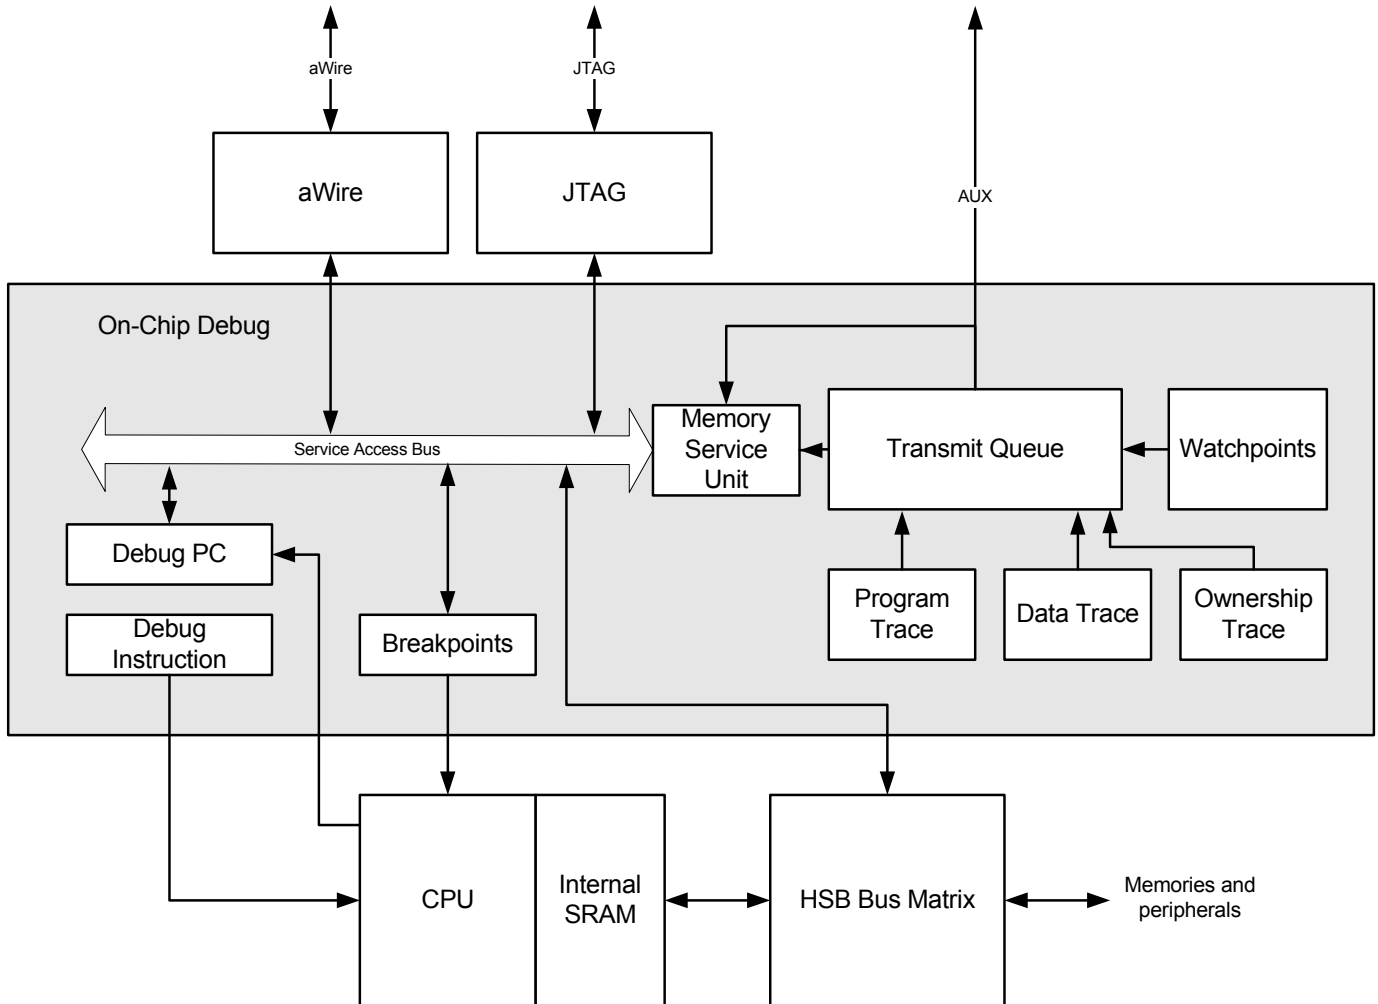 aWire
JTAG
aWire
JTAG
AUX
On-Chip Debug
Service Access Bus
Memory
Service
Unit
Transmit Queue
Watchpoints
Debug PC
Debug
Instruction
Breakpoints
Program
Trace
Data Trace
Ownership
Trace
CPU
Internal
SRAM
HSB Bus Matrix
Memories and
peripherals